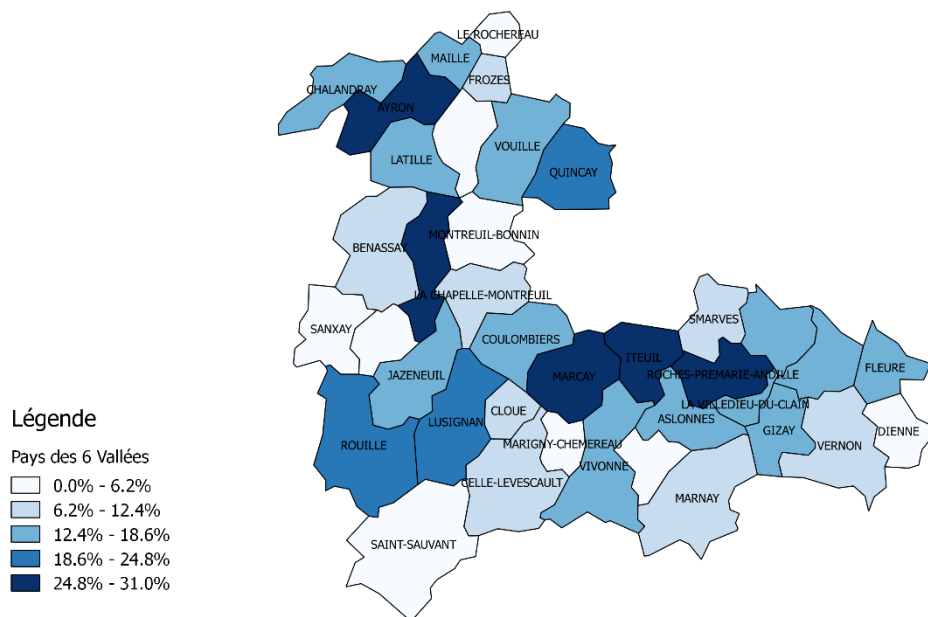 LE ROCHEREAU
MAILLE
FROZES
CHALANDRAY
AYRON
VOUILLE
LATILLE
QUINCAY
MONTREUIL-BONNIN
BENASSAY
LA CHAPELLE-MONTREUIL
SMARVES
SANXAY
COULOMBIERS
ITEUIL
MARCAY
ROCHES-PREMARIE-ANDILLE
FLEURE
JAZENEUIL
LA VILLEDIEU-DU-CLAIN
CLOUE
ASLONNES
LUSIGNAN
GIZAY
DIENNE
ROUILLE
MARIGNY-CHEMEREAU
VERNON
VIVONNE
CELLE-LEVESCAULT
MARNAY
SAINT-SAUVANT
Légende
Pays des 6 Vallées
0.0% - 6.2%
6.2% - 12.4%
12.4% - 18.6%
18.6% - 24.8%
24.8% - 31.0%